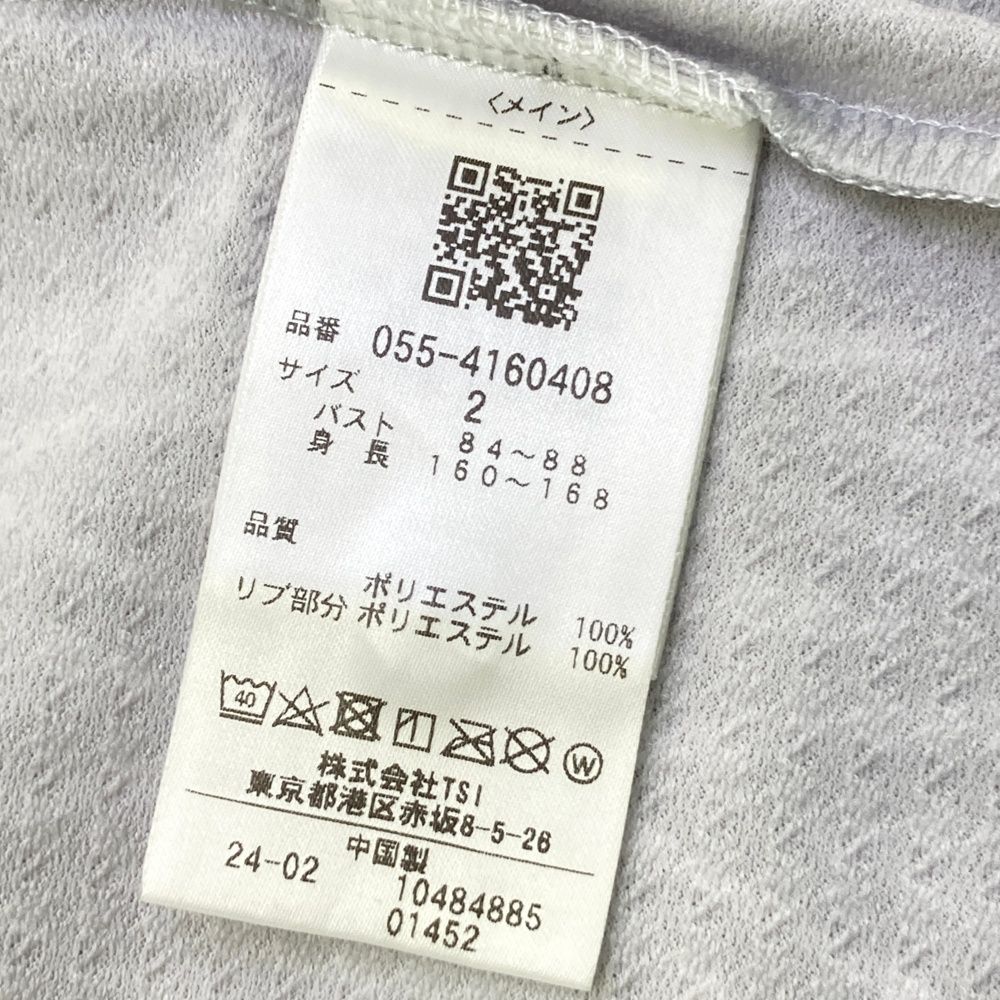 〈メイン〉
品番 055-4160408
サイズ 2
バスト 84～88
身長 160～168
品質
ポリエステル 100%
リブ部分 ポリエステル 100%
40
W
株式会社TSI
東京都港区赤坂8-5-26
中国製
24-02 10484885
01452